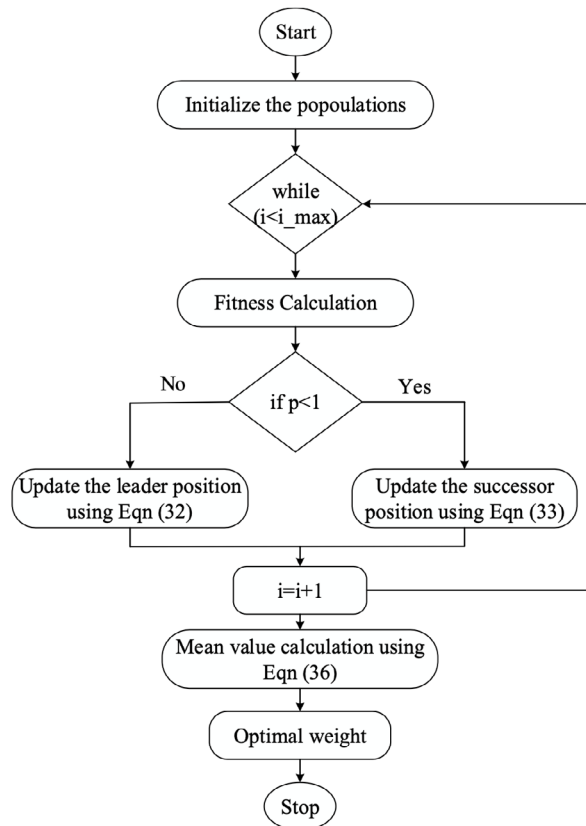 Start
Initialize the popoulations
while
(i<i_max)
Fitness Calculation
No
Yes
if p<1
Update the leader position
using Eqn (32)
Update the successor
position using Eqn (33)
i=i+1
Mean value calculation using
Eqn (36)
Optimal weight
Stop